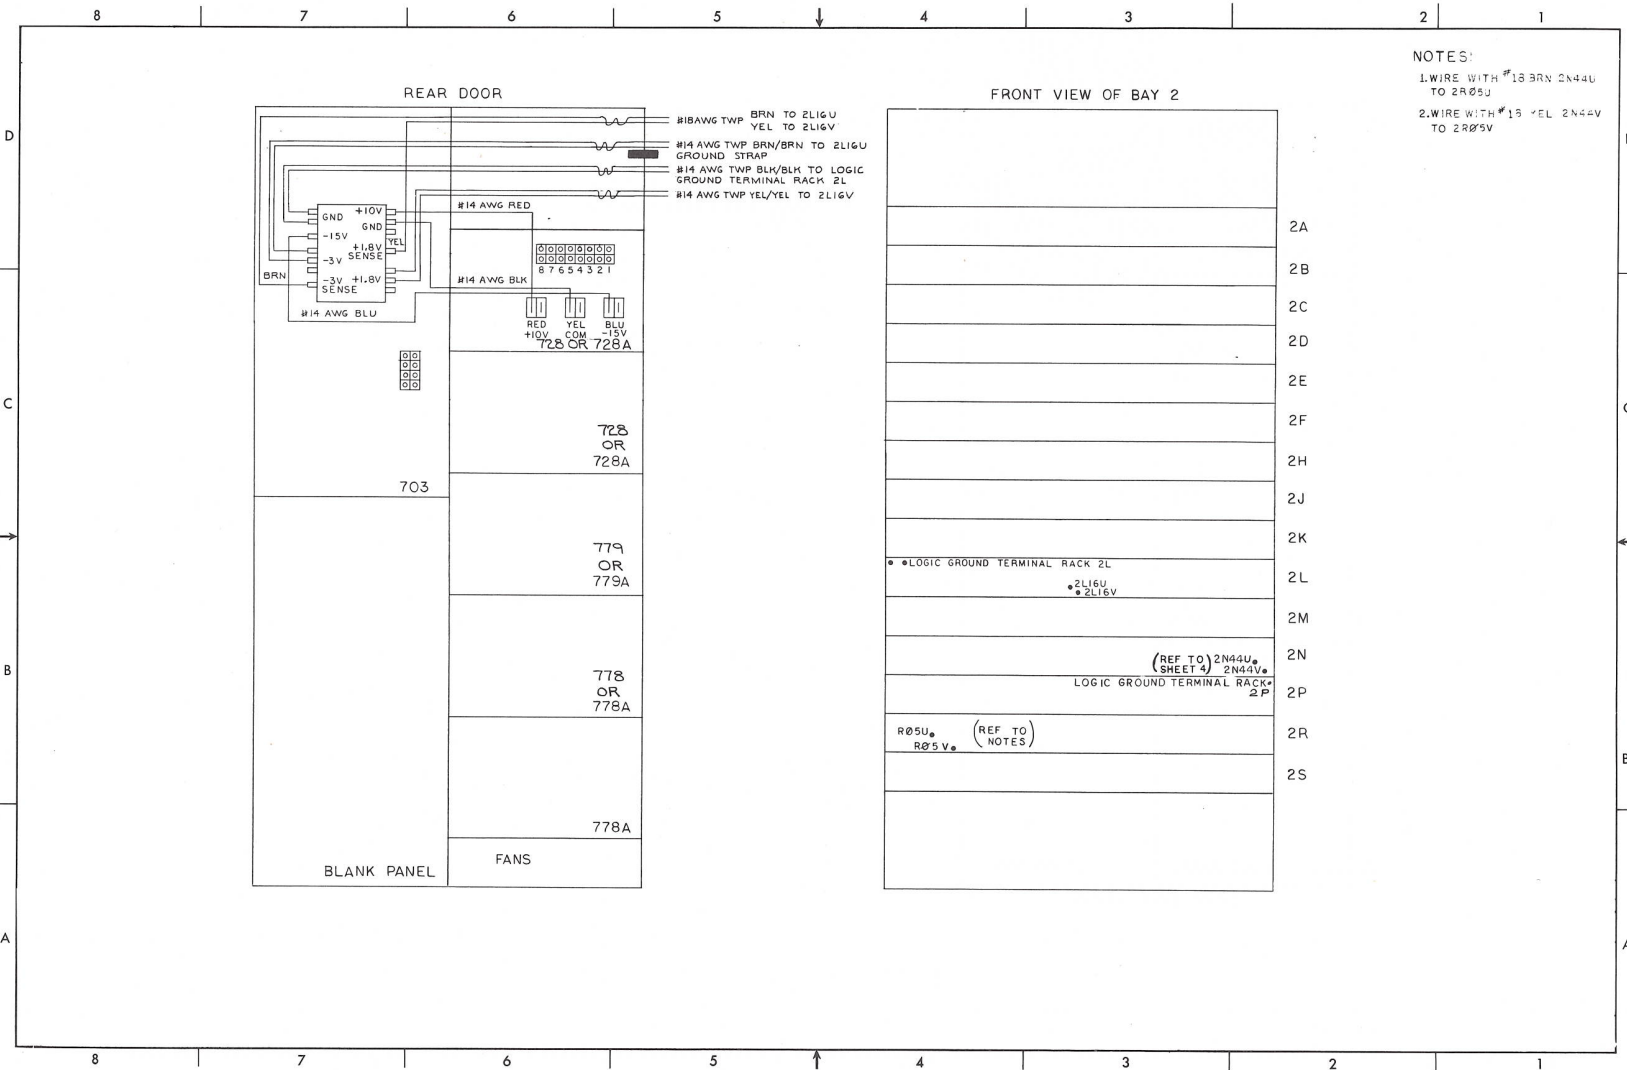 8 7 6 5 4 3 2 1
NOTES:
1. WIRE WITH #18 BRN 2N44U
TO 2RØ5U
2. WIRE WITH #18 YEL 2N44V
TO 2RØ5V
REAR DOOR
#18AWG TWP BRN TO 2L16U
YEL TO 2L16V
#14 AWG TWP BRN/BRN TO 2L16U
GROUND STRAP
#14 AWG TWP BLK/BLK TO LOGIC
GROUND TERMINAL RACK 2L
#14 AWG TWP YEL/YEL TO 2L16V
#14 AWG RED
GND +10V
GND
-15V
YEL
+1.8V
SENSE
-3V
BRN
-3V +1.8V
SENSE
#14 AWG BLU
#14 AWG BLK
8 7 6 5 4 3 2 1
RED YEL BLU
+10V COM -15V
728 OR 728A
728
OR
728A
703
779
OR
779A
778
OR
778A
778A
BLANK PANEL
FANS
FRONT VIEW OF BAY 2
2A
2B
2C
2D
2E
2F
2H
2J
2K
LOGIC GROUND TERMINAL RACK 2L
2L16U
2L16V
2L
2M
(REF TO SHEET 4) 2N44U
2N44V
2N
LOGIC GROUND TERMINAL RACK
2P
2P
RØ5U
RØ5V
(REF TO NOTES)
2R
2S
D
C
B
A
D
C
B
A
8 7 6 5 4 3 2 1